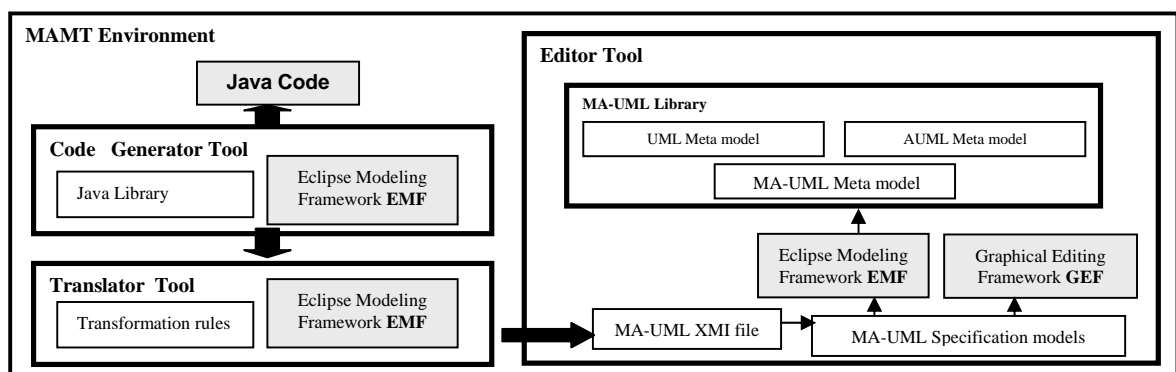 MAMT Environment
Java Code
Code Generator Tool
Java Library
Eclipse Modeling
Framework EMF
Translator Tool
Transformation rules
Eclipse Modeling
Framework EMF
Editor Tool
MA-UML Library
UML Meta model
AUML Meta model
MA-UML Meta model
Eclipse Modeling
Framework EMF
Graphical Editing
Framework GEF
MA-UML XMI file
MA-UML Specification models